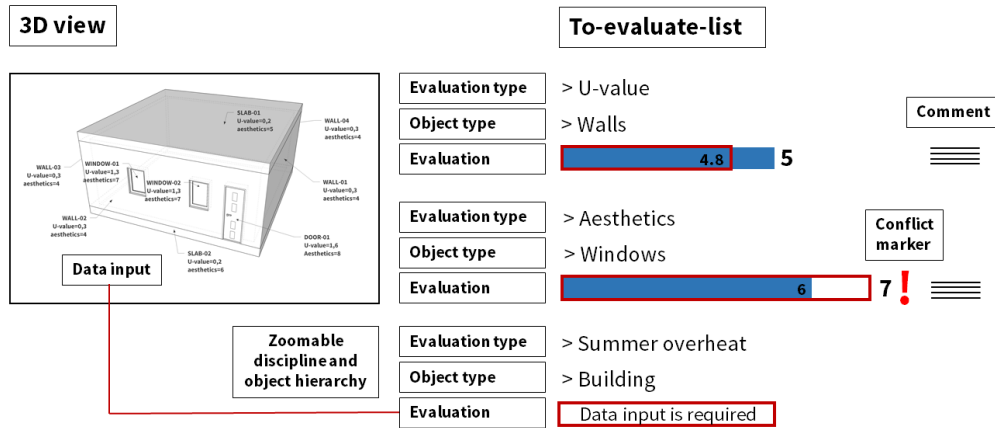 3D view
To-evaluate-list
SLAB-01
U-value=0,2
aesthetics=5
WALL-04
U-value=0,3
aesthetics=4
WALL-03
U-value=0,3
aesthetics=4
WINDOW-01
U-value=1,3
aesthetics=7
WINDOW-02
U-value=1,3
aesthetics=7
WALL-01
U-value=0,3
aesthetics=4
WALL-02
U-value=0,3
aesthetics=4
DOOR-01
U-value=1,6
Aesthetics=8
SLAB-02
U-value=0,2
aesthetics=6
Data input
Zoomable
discipline and
object hierarchy
Evaluation type
> U-value
Object type
> Walls
Evaluation
4.8
5
Comment
Evaluation type
> Aesthetics
Object type
> Windows
Evaluation
6
7
!
Conflict
marker
Evaluation type
> Summer overheat
Object type
> Building
Evaluation
Data input is required